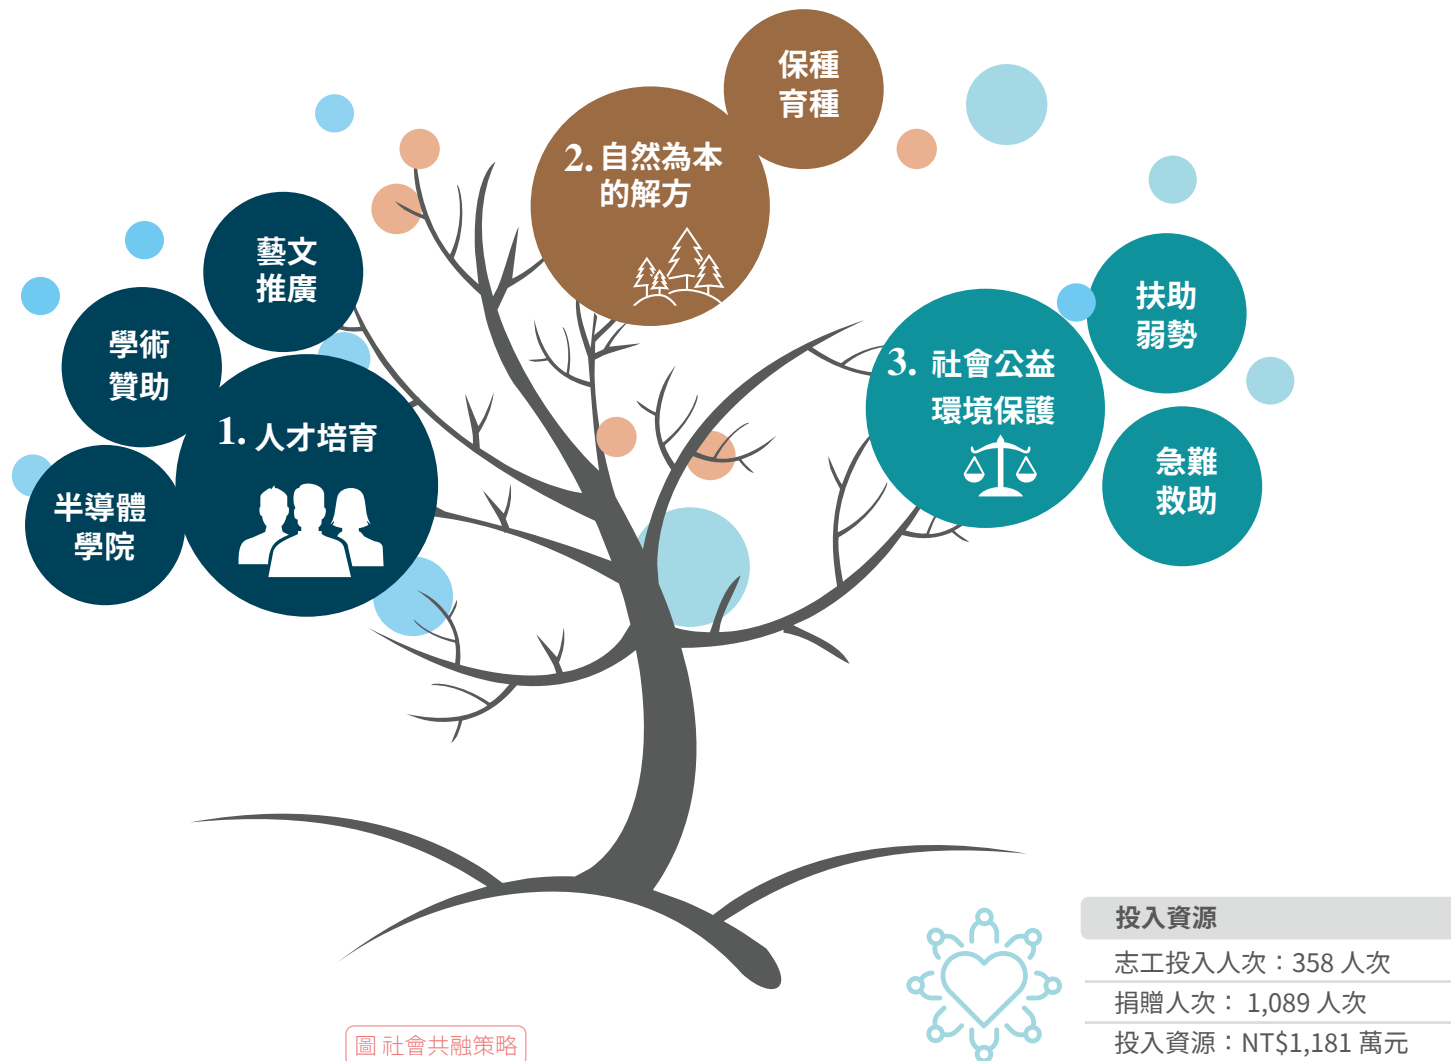 保種
育種
2. 自然為本
的解方
藝文
推廣
學術
贊助
1. 人才培育
半導體
學院
扶助
弱勢
3. 社會公益
環境保護
急難
救助
投入資源
志工投入人次：358 人次
捐贈人次： 1,089 人次
投入資源：NT$1,181 萬元
圖 社會共融策略